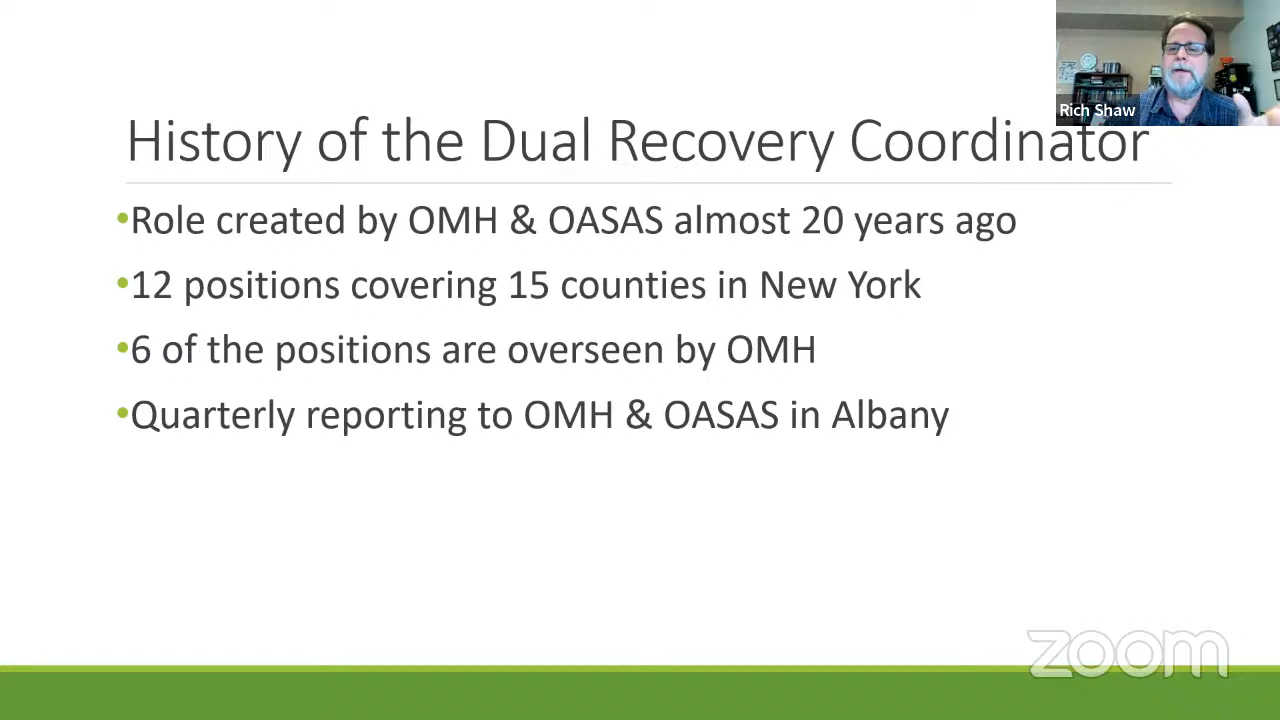 Rich Shaw
History of the Dual Recovery Coordinator
•Role created by OMH & OASAS almost 20 years ago
•12 positions covering 15 counties in New York
•6 of the positions are overseen by OMH
•Quarterly reporting to OMH & OASAS in Albany
zoom